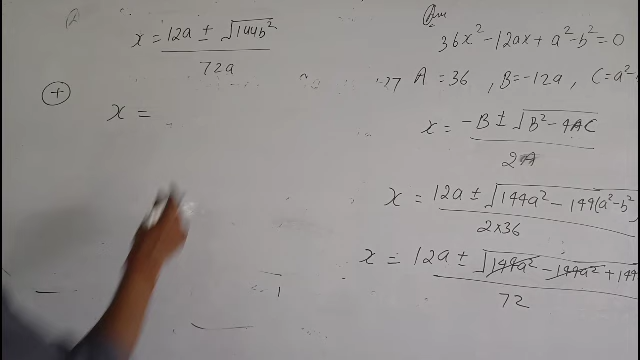 x = 12a ± √144b²
72a
(+) x =
Que
36x² - 12ax + a² - b² = 0
A = 36 , B = -12a , C = a² -
x = -B ± √B² - 4AC
2A
x = 12a ± √144a² - 144(a² - b²
2×36
x = 12a ± √144a² - 144a² + 144
72